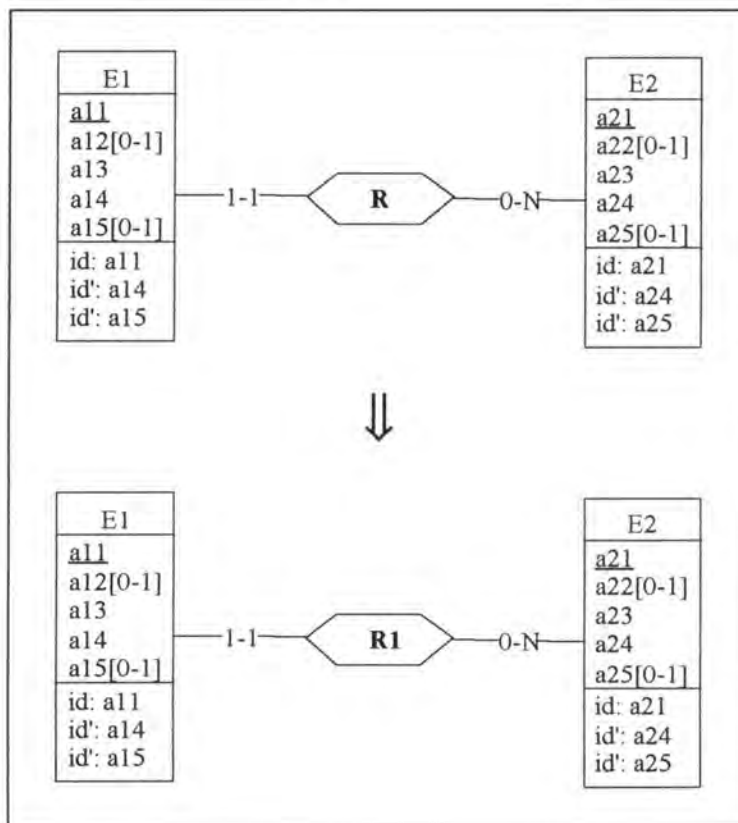 E1
a11
a12[0-1]
a13
a14
a15[0-1]
id: a11
id': a14
id': a15
1-1
R
0-N
E2
a21
a22[0-1]
a23
a24
a25[0-1]
id: a21
id': a24
id': a25
⇓
E1
a11
a12[0-1]
a13
a14
a15[0-1]
id: a11
id': a14
id': a15
1-1
R1
0-N
E2
a21
a22[0-1]
a23
a24
a25[0-1]
id: a21
id': a24
id': a25